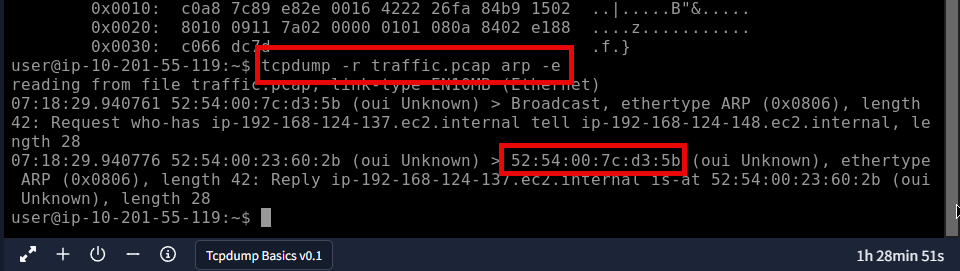 0x0010: c0a8 7c89 e82e 0016 4222 26fa 84b9 1502 ..|.....B"&.....
0x0020: 8010 0911 7a02 0000 0101 080a 8402 e188 ....z...........
0x0030: c066 dc7d .f.}
user@ip-10-201-55-119:~$ tcpdump -r traffic.pcap arp -e
reading from file traffic.pcap, link-type EN10MB (Ethernet)
07:18:29.940761 52:54:00:7c:d3:5b (oui Unknown) > Broadcast, ethertype ARP (0x0806), length
42: Request who-has ip-192-168-124-137.ec2.internal tell ip-192-168-124-148.ec2.internal, le
ngth 28
07:18:29.940776 52:54:00:23:60:2b (oui Unknown) > 52:54:00:7c:d3:5b (oui Unknown), ethertype
ARP (0x0806), length 42: Reply ip-192-168-124-137.ec2.internal is-at 52:54:00:23:60:2b (oui
Unknown), length 28
user@ip-10-201-55-119:~$
Tcpdump Basics v0.1
1h 28min 51s